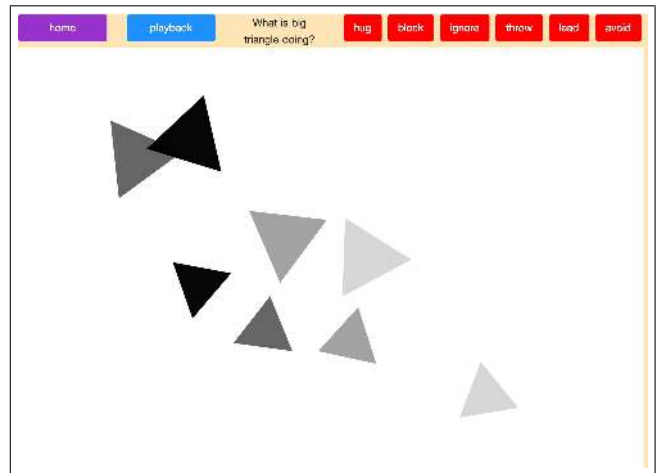 home
playback
What is big
triangle doing?
hug
block
ignore
throw
lead
avoid